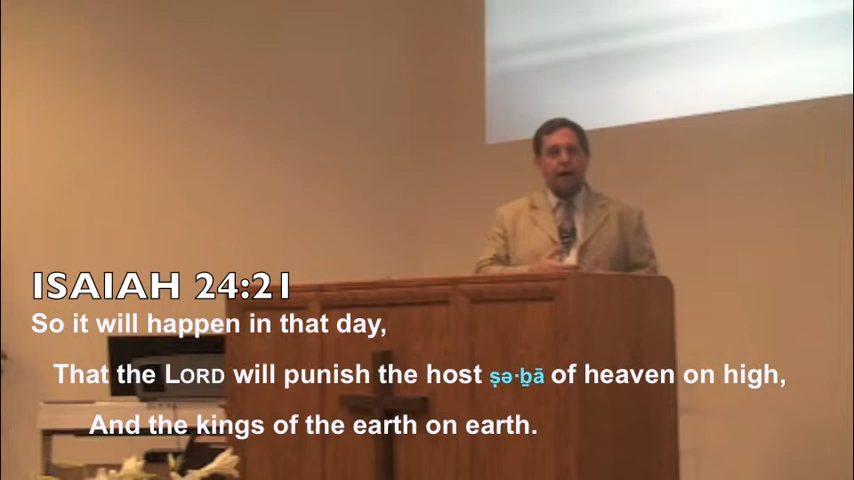 ISAIAH 24:21
So it will happen in that day,
That the LORD will punish the host ṣə·ḇā of heaven on high,
And the kings of the earth on earth.